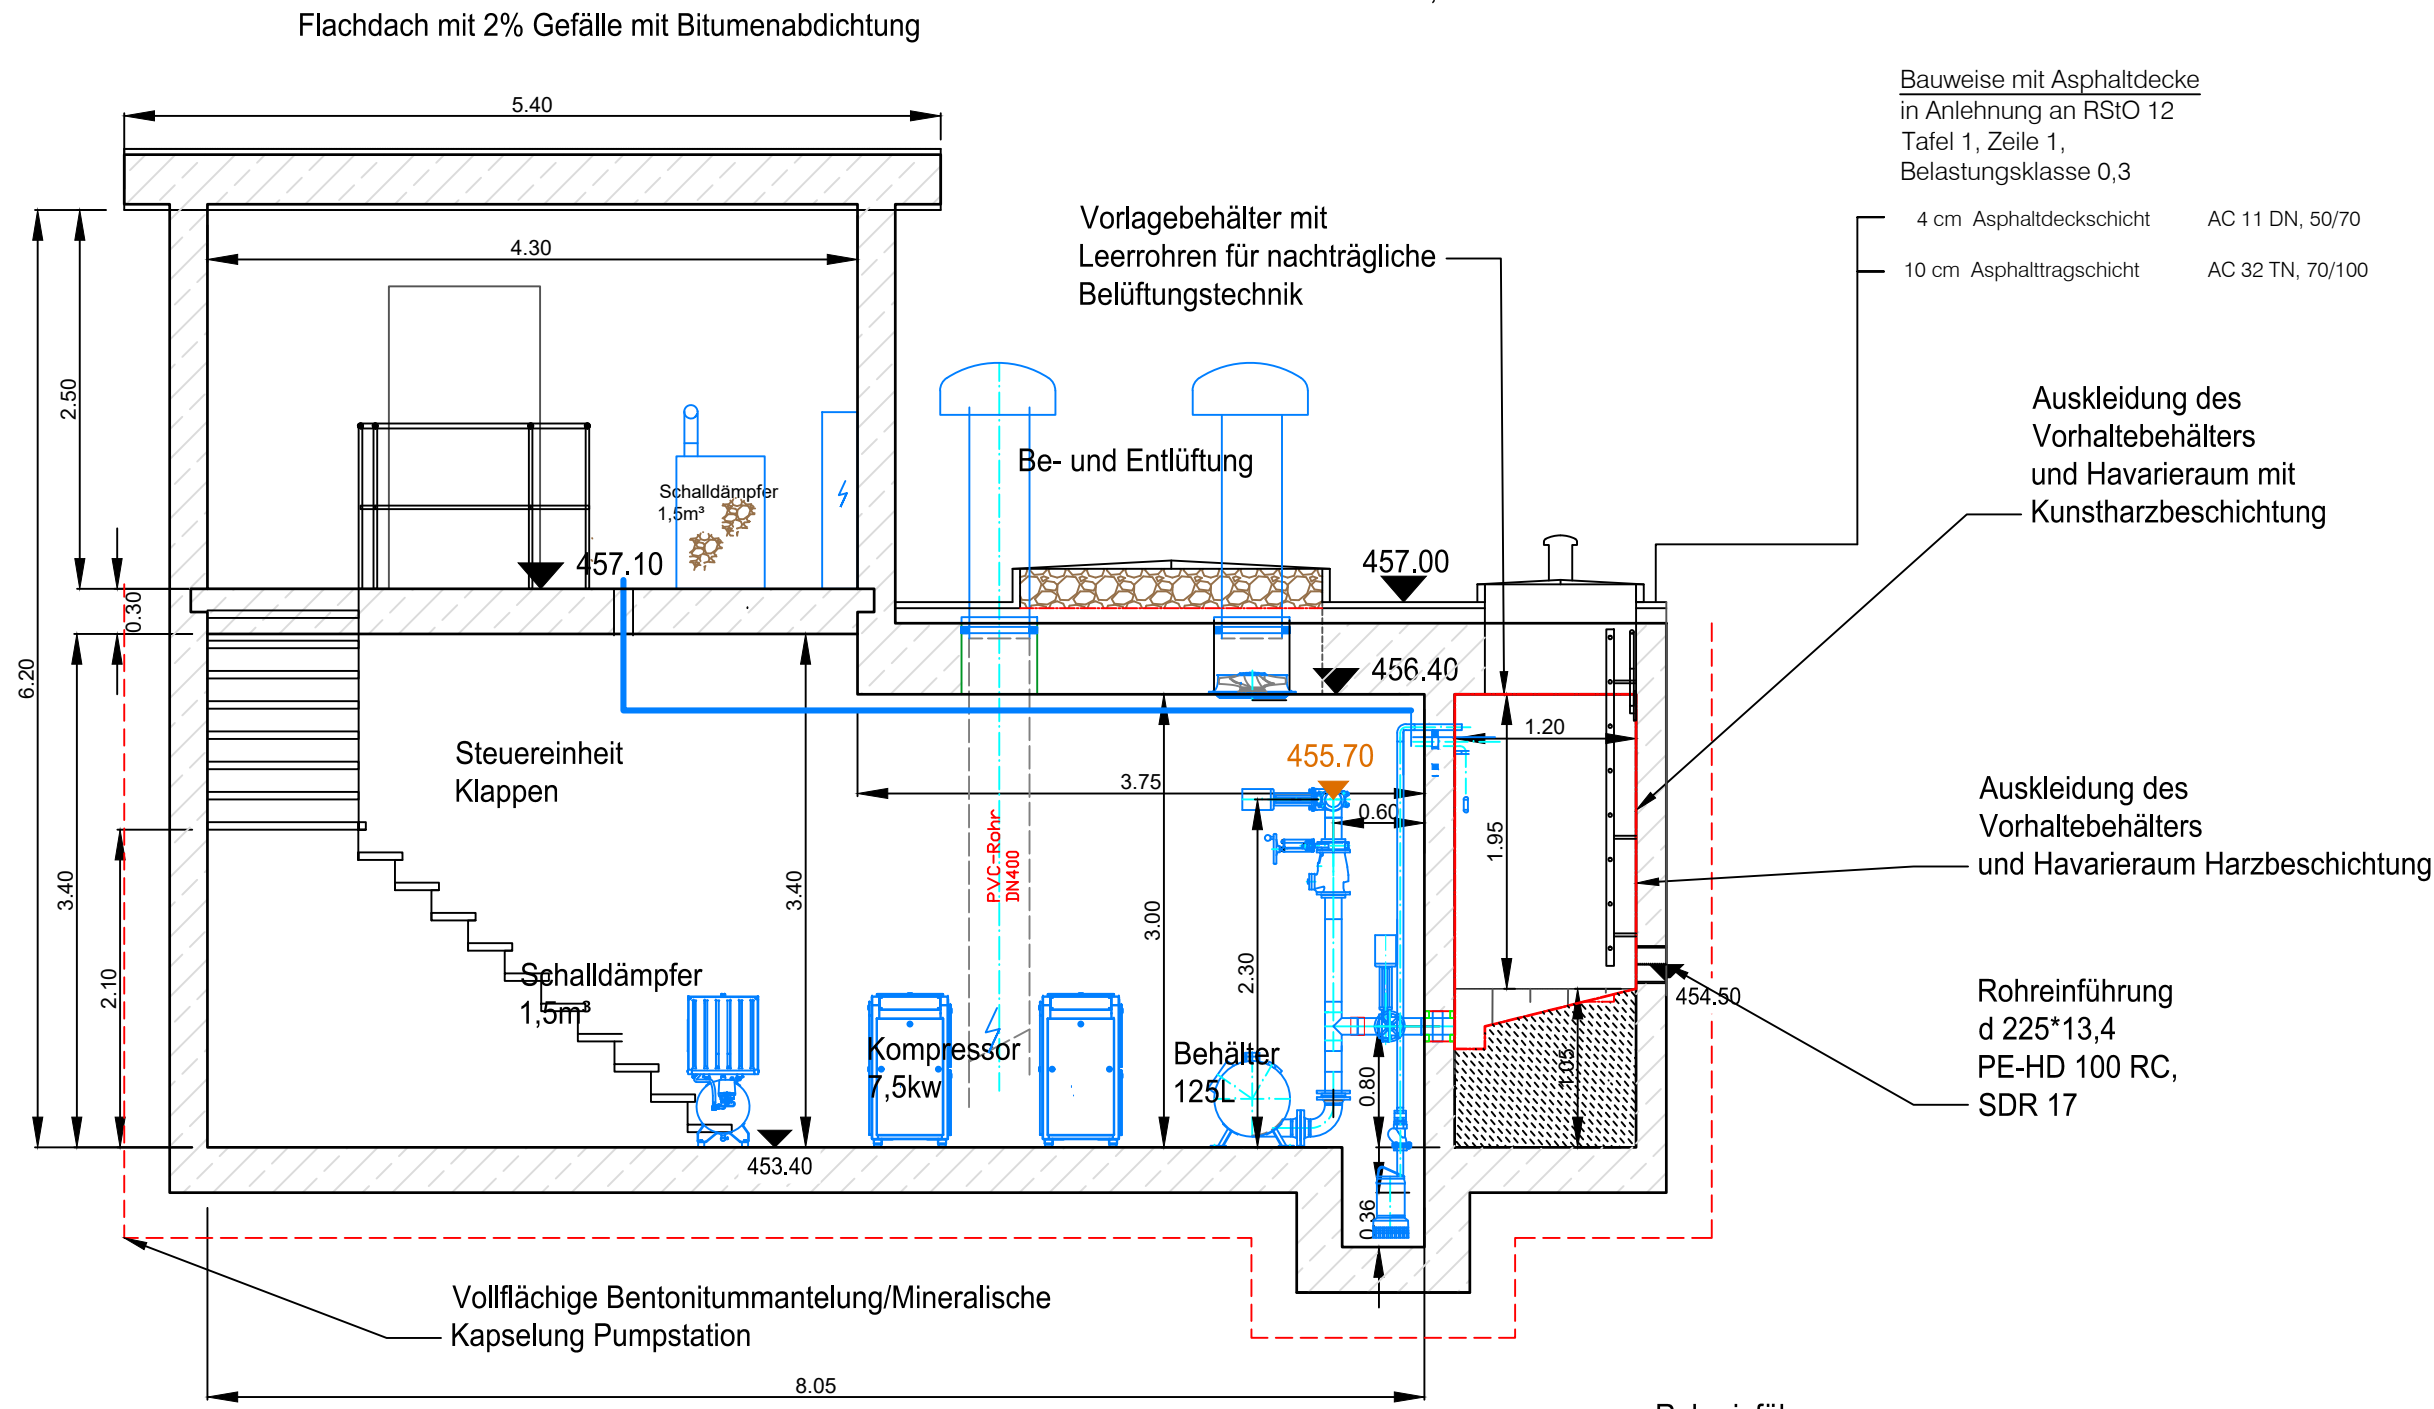 Flachdach mit 2% Gefälle mit Bitumenabdichtung
5.40
Bauweise mit Asphaltdecke
in Anlehnung an RStO 12
Tafel 1, Zeile 1,
Belastungsklasse 0,3
4 cm Asphaltdeckschicht AC 11 DN, 50/70
10 cm Asphalttragschicht AC 32 TN, 70/100
Vorlagebehälter mit
Leerrohren für nachträgliche
Belüftungstechnik
4.30
2.50
Auskleidung des
Vorhaltebehälters
und Havarieraum mit
Kunstharzbeschichtung
Be- und Entlüftung
Schalldämpfer
1,5m³
457.10
457.00
0.30
6.20
3.40
2.10
3.40
456.40
Steuereinheit
Klappen
455.70
1.20
3.75
0.60
1.95
PVC-Rohr
DN400
3.00
2.30
Auskleidung des
Vorhaltebehälters
und Havarieraum Harzbeschichtung
Schalldämpfer
1,5m³
Kompressor
7,5kw
Behälter
125L
0.80
1.05
454.50
Rohreinführung
d 225*13,4
PE-HD 100 RC,
SDR 17
453.40
0.36
Vollflächige Bentonitummantelung/Mineralische
Kapselung Pumpstation
8.05